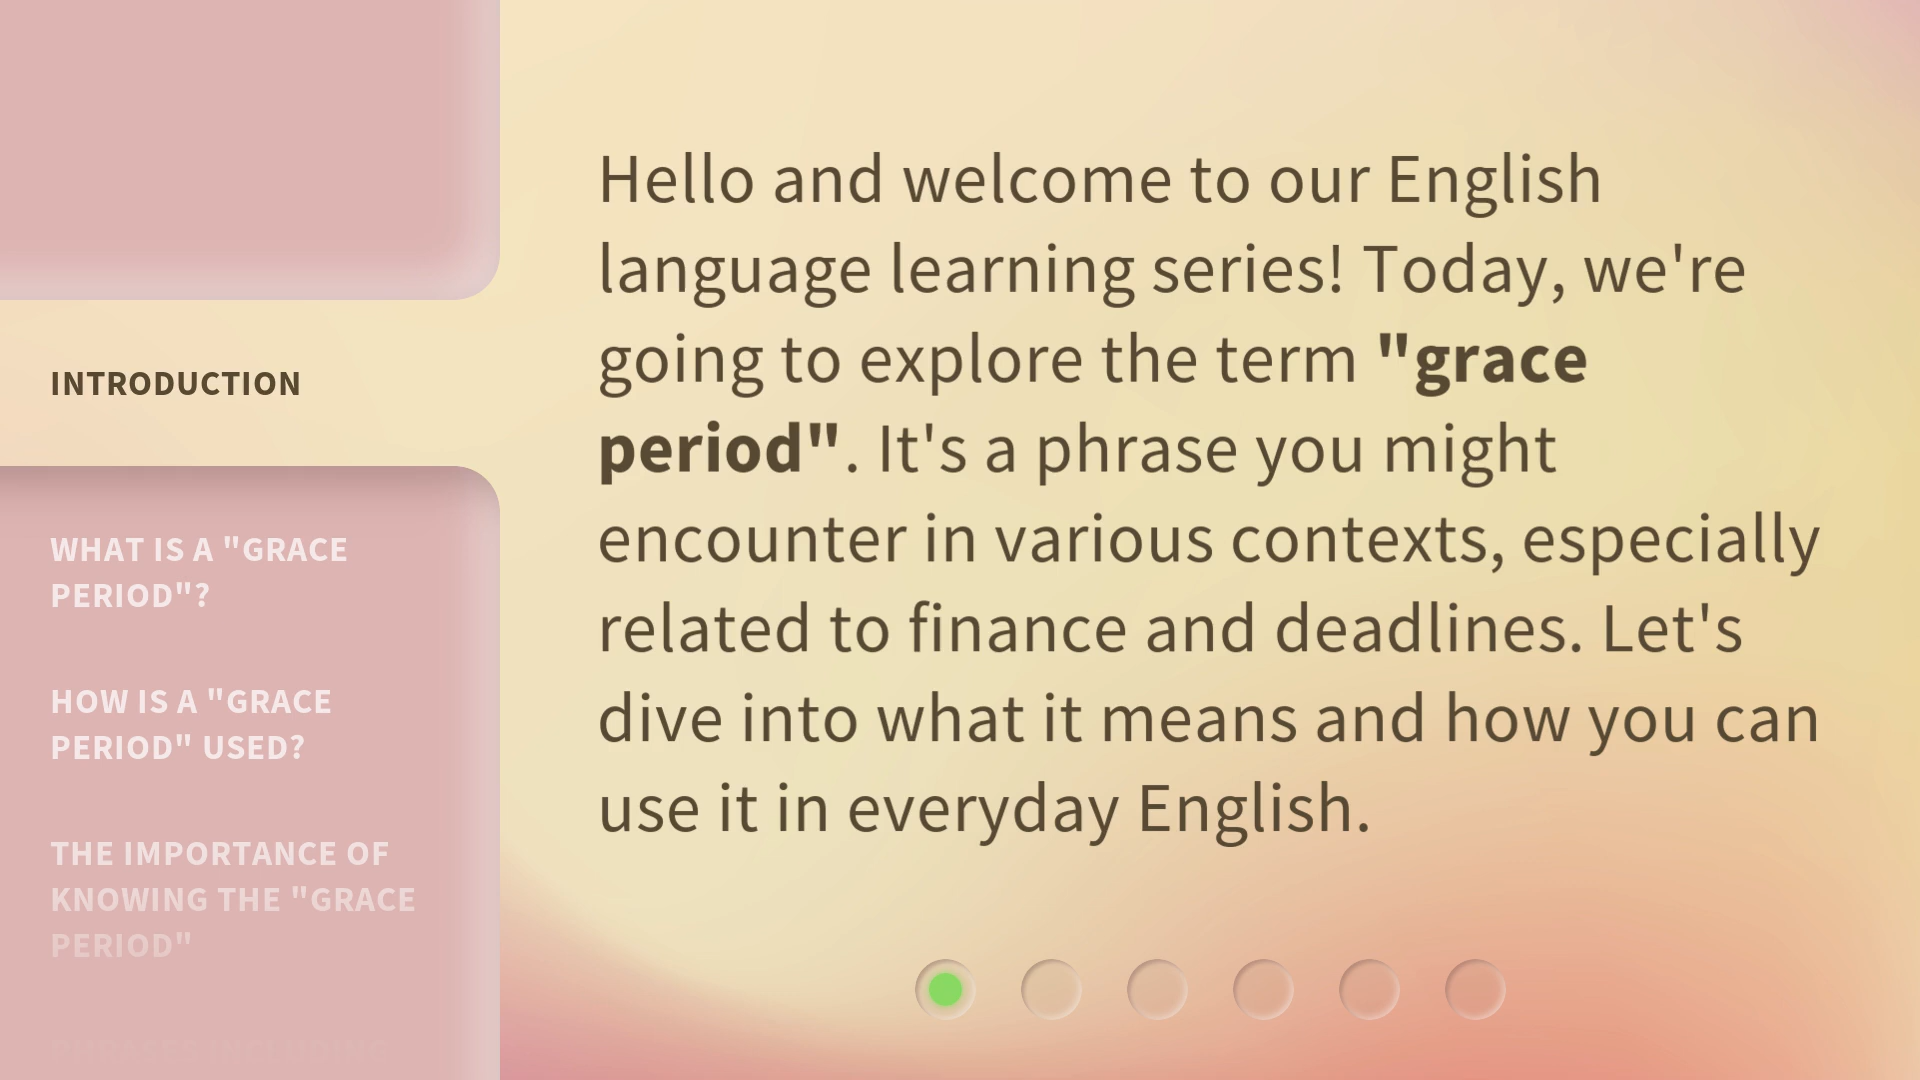 INTRODUCTION
WHAT IS A "GRACE
PERIOD"?
HOW IS A "GRACE
PERIOD" USED?
THE IMPORTANCE OF
KNOWING THE "GRACE
PERIOD"
PHRASES INCLUDING
Hello and welcome to our English
language learning series! Today, we're
going to explore the term "grace
period". It's a phrase you might
encounter in various contexts, especially
related to finance and deadlines. Let's
dive into what it means and how you can
use it in everyday English.